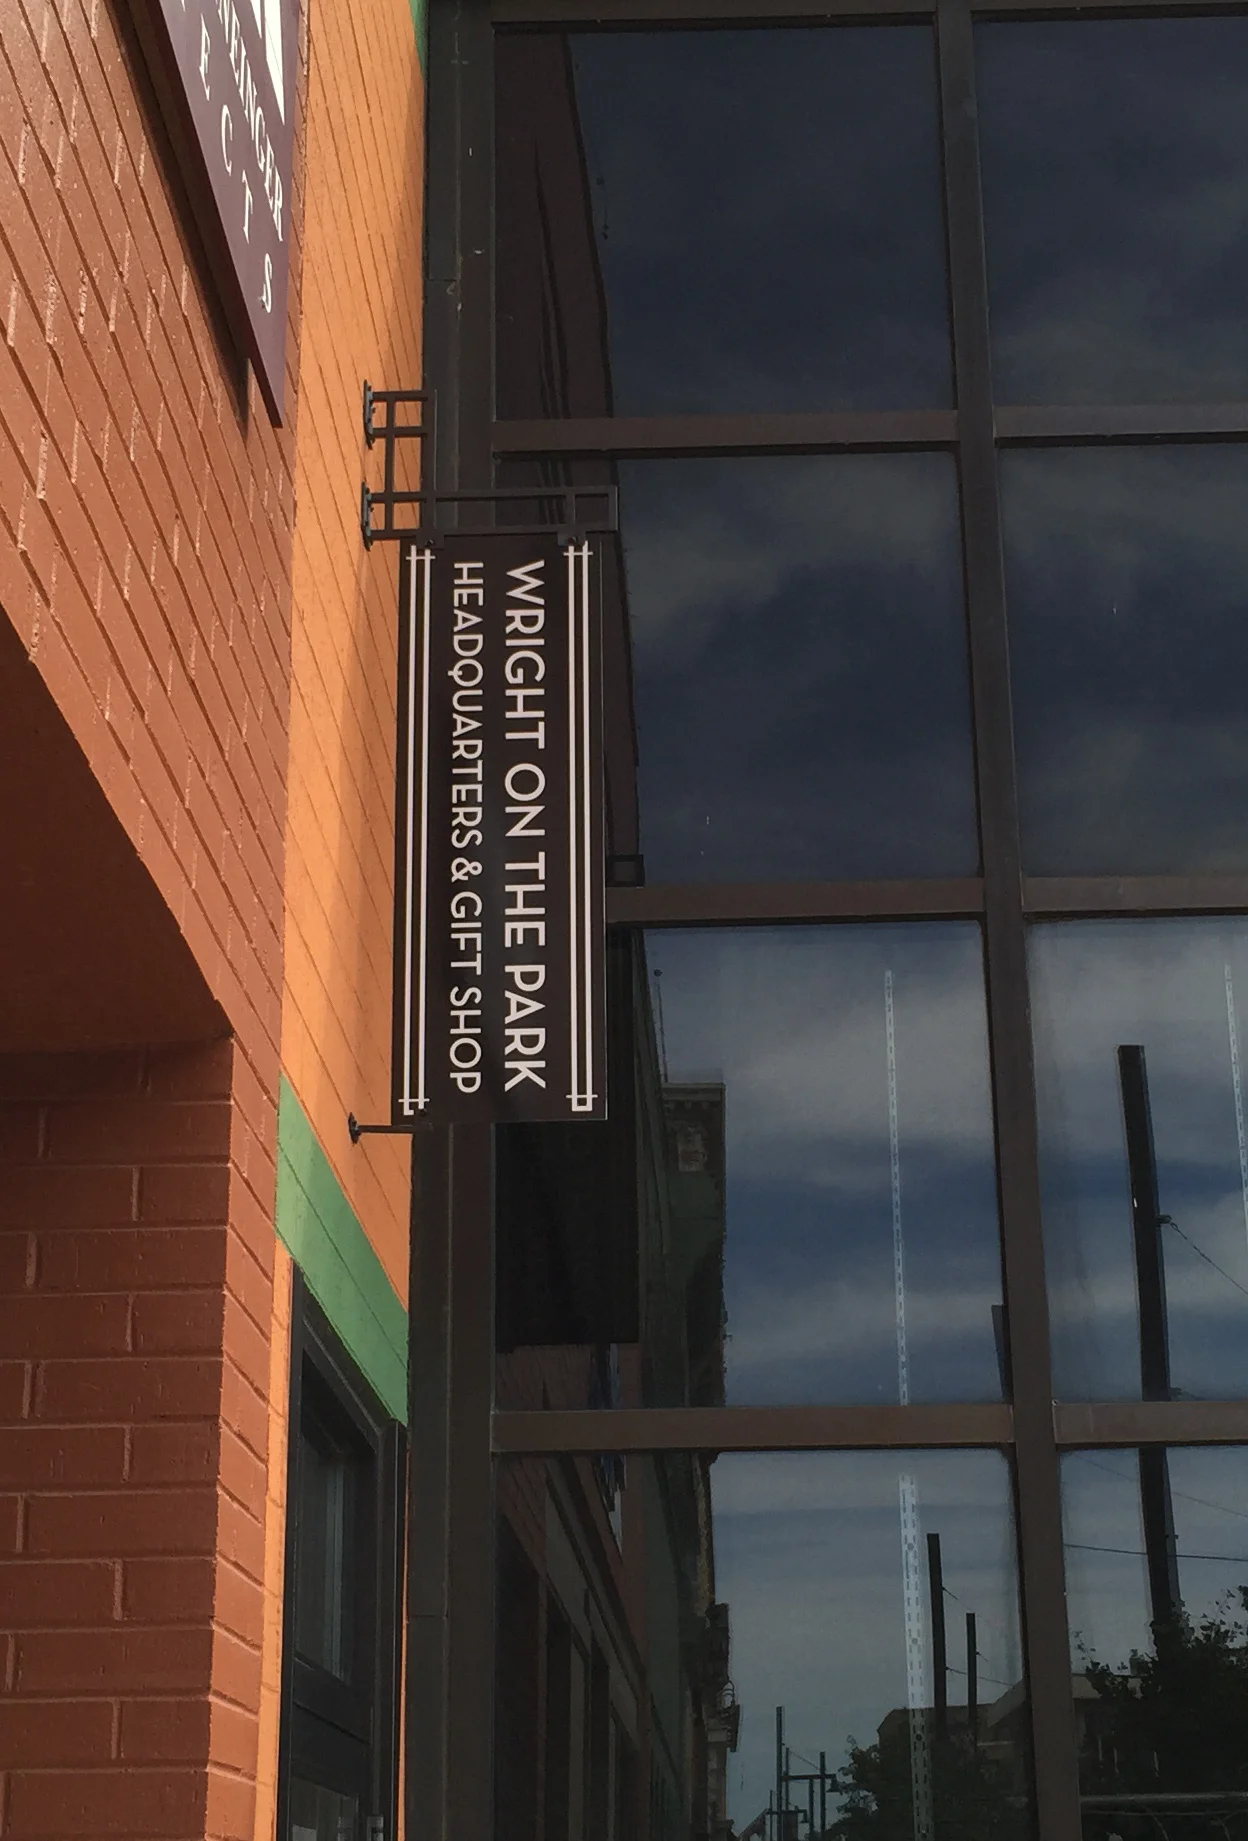 WRIGHT ON THE PARK
HEADQUARTERS & GIFT SHOP